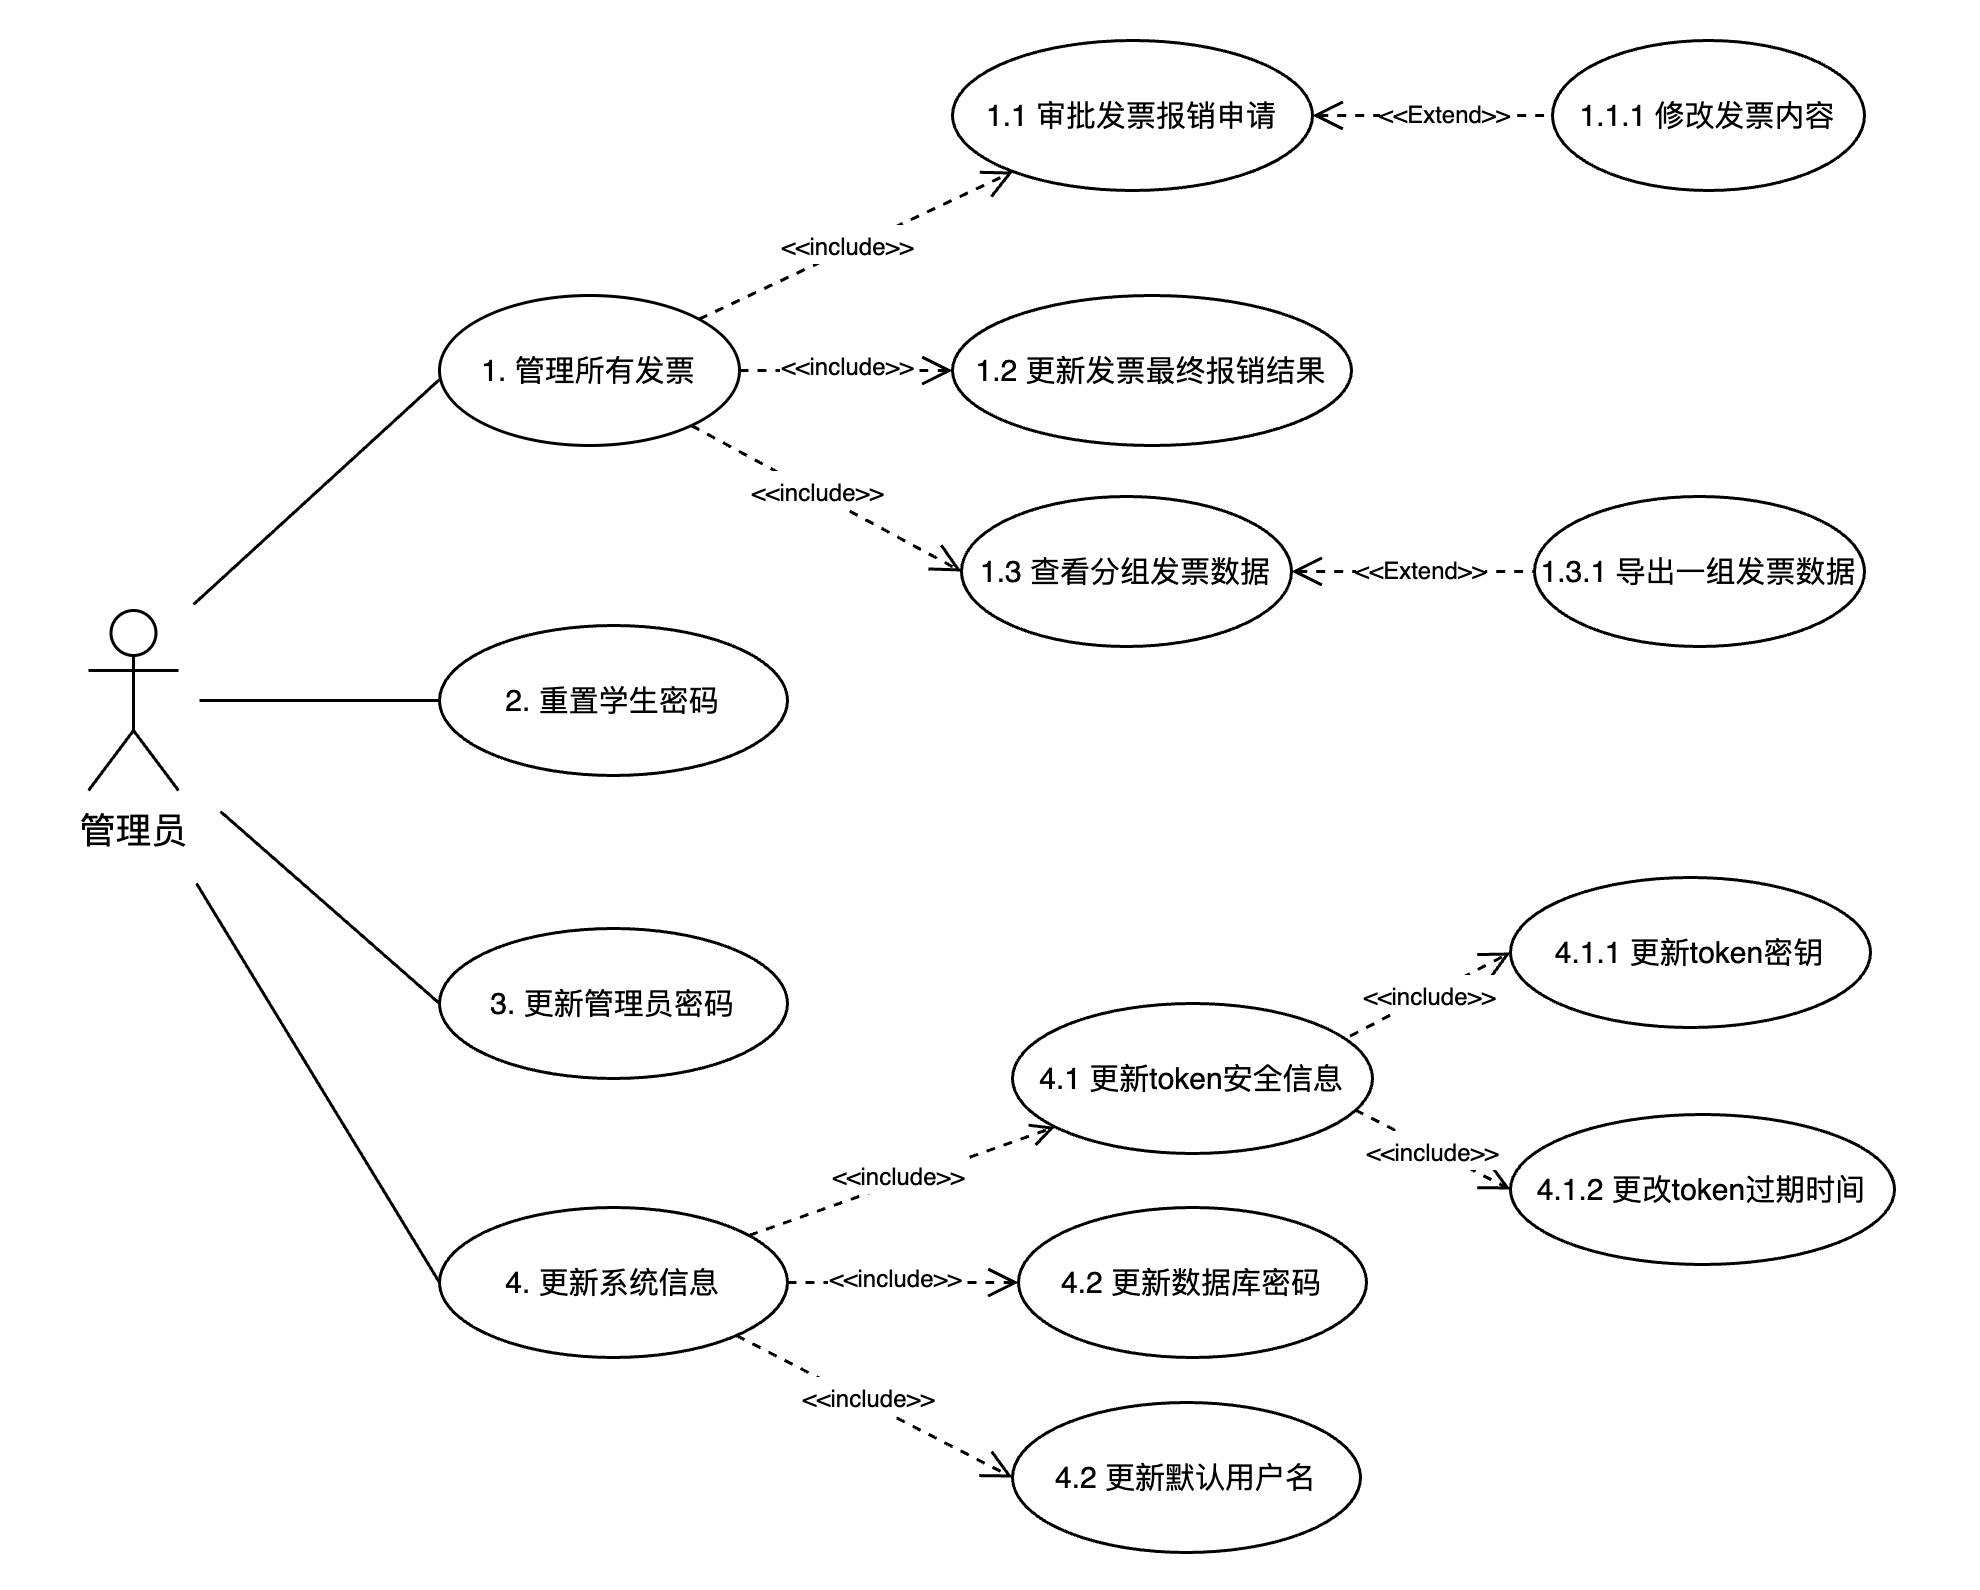 1.1 审批发票报销申请
<<Extend>>
1.1.1 修改发票内容
<<include>>
1. 管理所有发票
<<include>>
1.2 更新发票最终报销结果
<<include>>
1.3 查看分组发票数据
<<Extend>>
1.3.1 导出一组发票数据
2. 重置学生密码
管理员
3. 更新管理员密码
4.1.1 更新token密钥
<<include>>
4.1 更新token安全信息
<<include>>
4.1.2 更改token过期时间
<<include>>
4. 更新系统信息
<<include>>
4.2 更新数据库密码
<<include>>
4.2 更新默认用户名